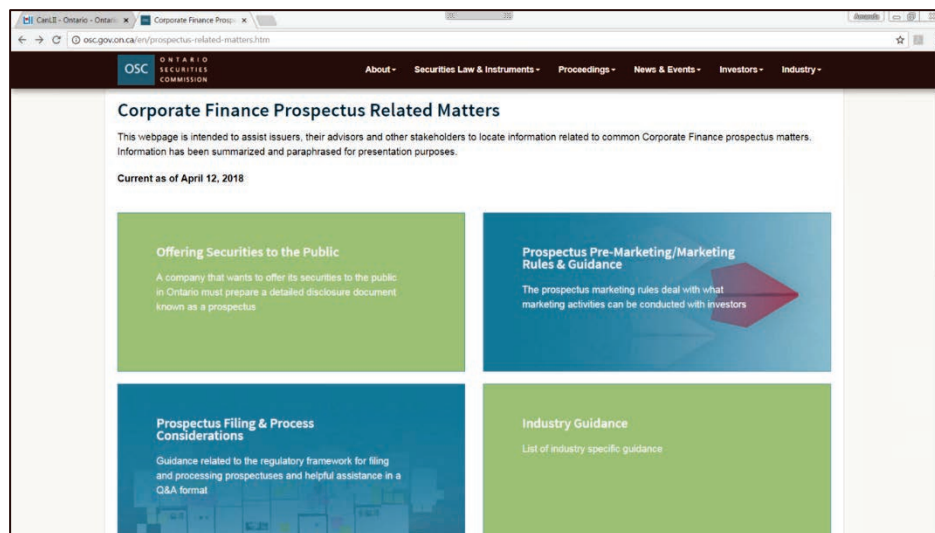 CanLII - Ontario - Ontari
Corporate Finance Prosp
osc.gov.on.ca/en/prospectus-related-matters.htm
OSC
ONTARIO
SECURITIES
COMMISSION
About
Securities Law & Instruments
Proceedings
News & Events
Investors
Industry
Corporate Finance Prospectus Related Matters
This webpage is intended to assist issuers, their advisors and other stakeholders to locate information related to common Corporate Finance prospectus matters.
Information has been summarized and paraphrased for presentation purposes.
Current as of April 12, 2018
Offering Securities to the Public
A company that wants to offer its securities to the public
in Ontario must prepare a detailed disclosure document
known as a prospectus
Prospectus Pre-Marketing/Marketing
Rules & Guidance
The prospectus marketing rules deal with what
marketing activities can be conducted with investors
Prospectus Filing & Process
Considerations
Guidance related to the regulatory framework for filing
and processing prospectuses and helpful assistance in a
Q&A format
Industry Guidance
List of industry specific guidance